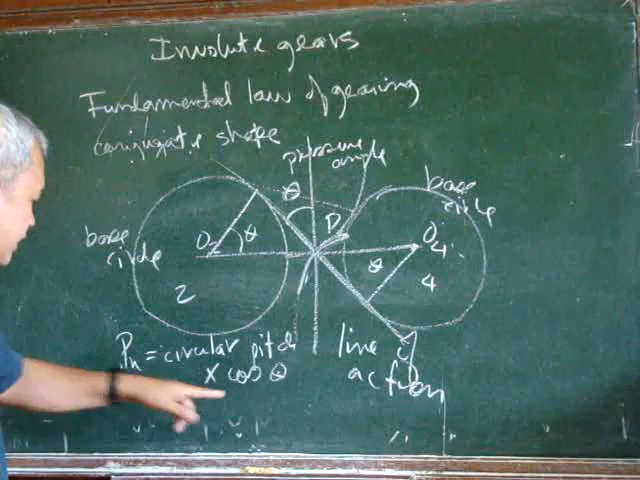 Involute gears
Fundamental law of gearing
conjugate shape
pressure
angle
θ
base
circle
P
base
circle
O2
θ
O4
θ
2
4
Pn = circular pitch
x cos θ
line
action
C